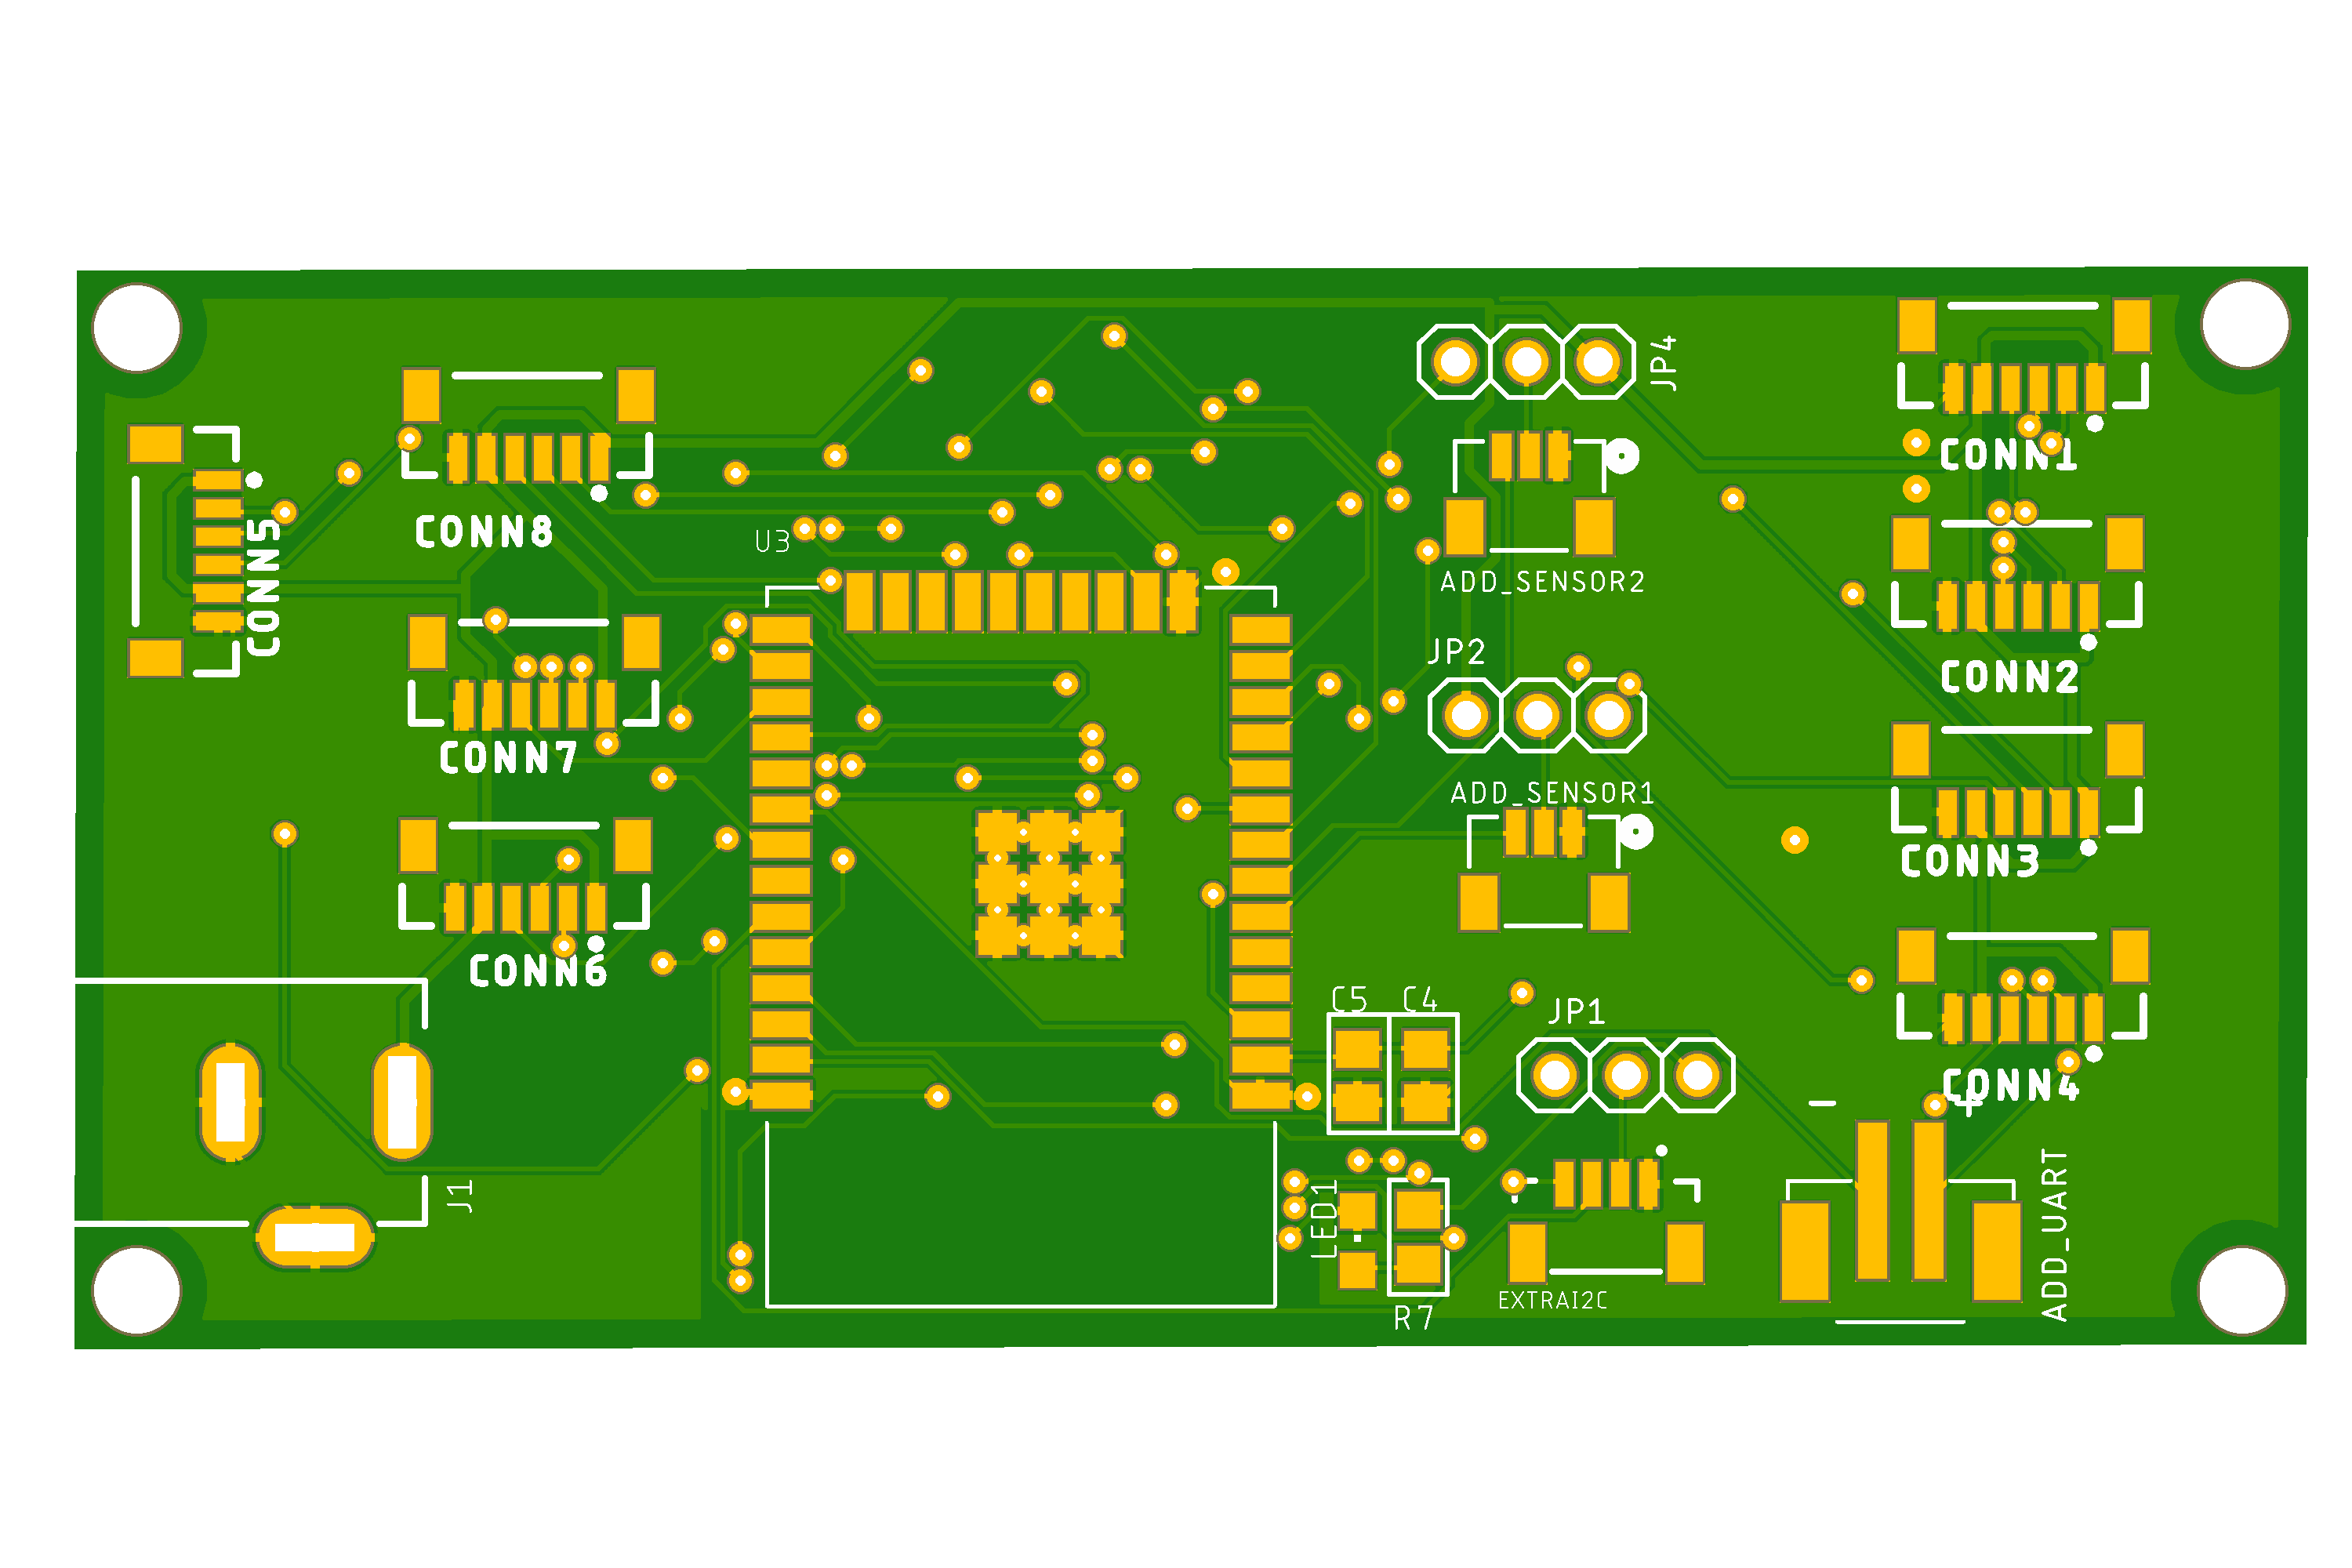 JP4
CONN1
CONN8
CONN5
U3
ADD_SENSOR2
JP2
CONN2
CONN7
ADD_SENSOR1
CONN3
CONN6
C5
C4
JP1
CONN4
- +
J1
LED1
ADD_UART
EXTRAI2C
R7